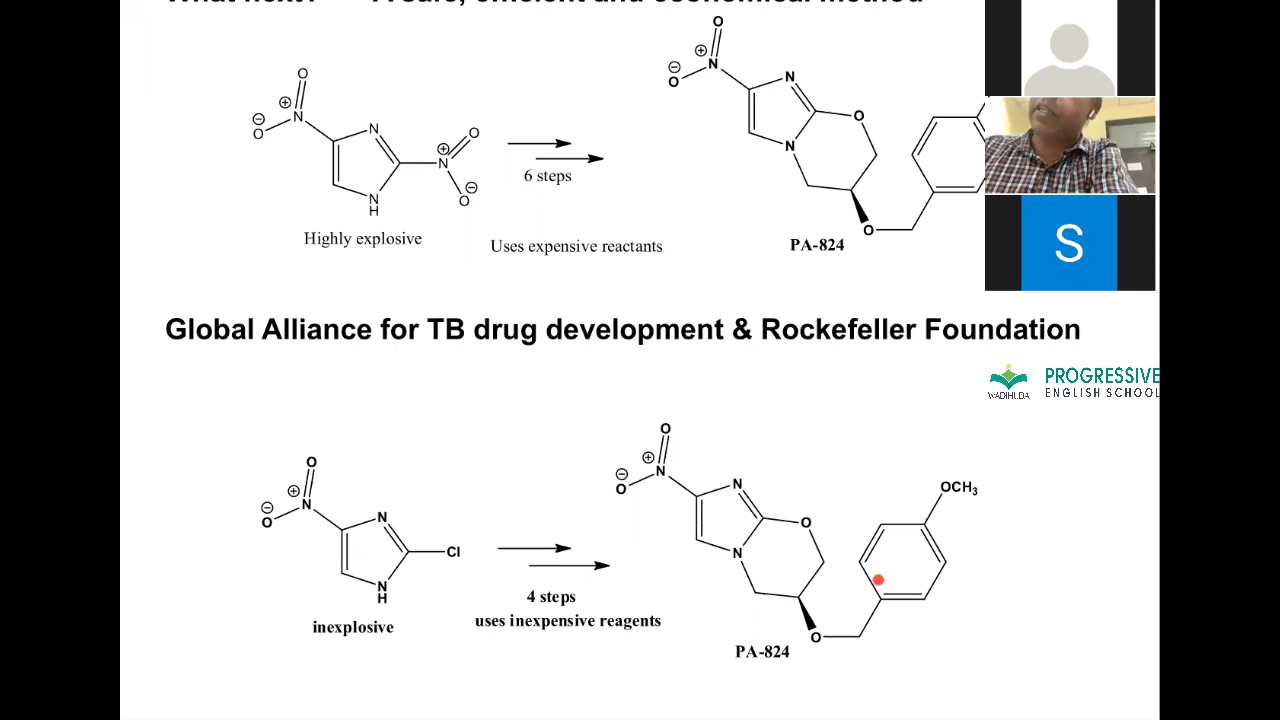 What next? A safe, efficient and economical method
O
N
O
N
N
H
N
O
O
Highly explosive
6 steps
Uses expensive reactants
O
N
O
N
N
O
O
PA-824
S
Global Alliance for TB drug development & Rockefeller Foundation
WADIHUDA
PROGRESSIVE
ENGLISH SCHOOL
O
N
O
N
N
H
Cl
inexplosive
4 steps
uses inexpensive reagents
O
N
O
N
N
O
O
OCH3
PA-824